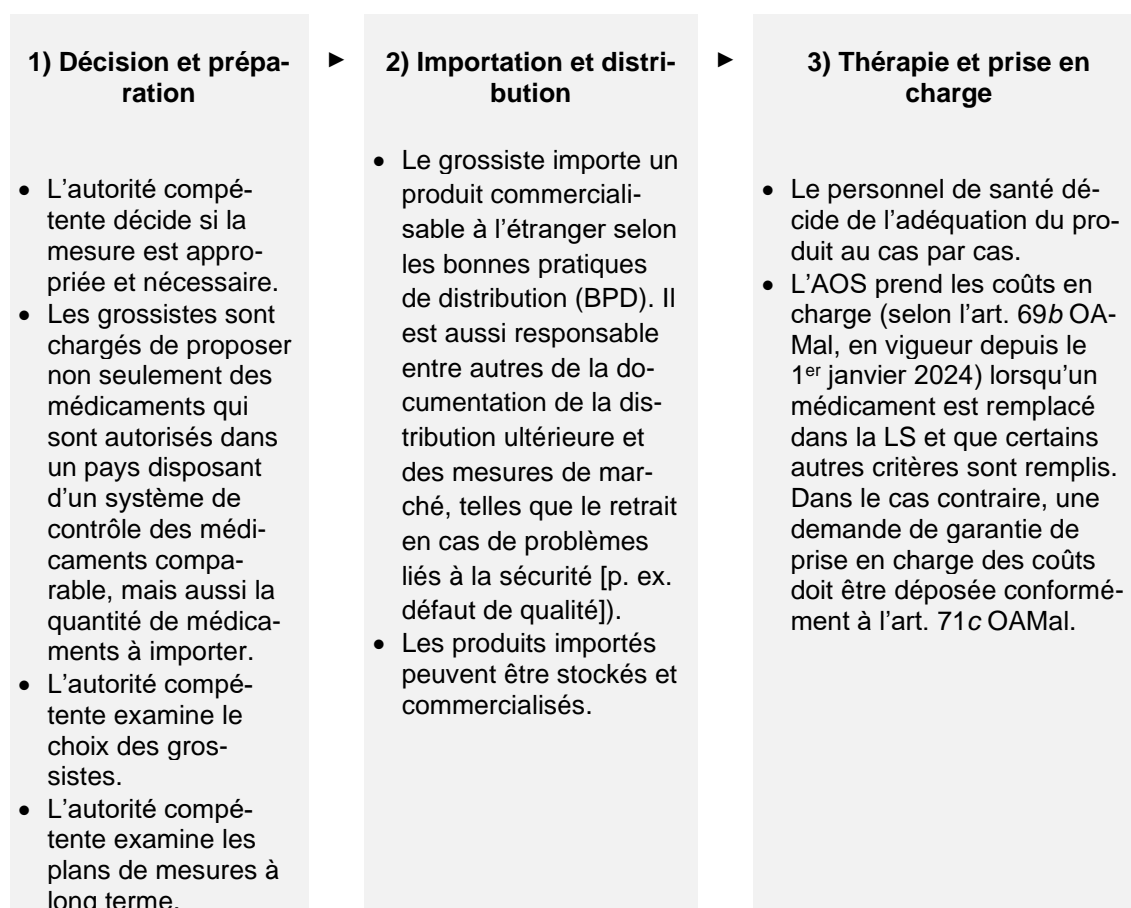 1) Décision et prépa-
ration
►
2) Importation et distri-
bution
►
3) Thérapie et prise en
charge
• L’autorité compé-
tente décide si la
mesure est appro-
priée et nécessaire.
• Les grossistes sont
chargés de proposer
non seulement des
médicaments qui
sont autorisés dans
un pays disposant
d’un système de
contrôle des médi-
caments compa-
rable, mais aussi la
quantité de médica-
ments à importer.
• L’autorité compé-
tente examine le
choix des gros-
sistes.
• L’autorité compé-
tente examine les
plans de mesures à
long terme.
• Le grossiste importe un
produit commerciali-
sable à l’étranger selon
les bonnes pratiques
de distribution (BPD). Il
est aussi responsable
entre autres de la do-
cumentation de la dis-
tribution ultérieure et
des mesures de mar-
ché, telles que le retrait
en cas de problèmes
liés à la sécurité [p. ex.
défaut de qualité]).
• Les produits importés
peuvent être stockés et
commercialisés.
• Le personnel de santé dé-
cide de l’adéquation du pro-
duit au cas par cas.
• L’AOS prend les coûts en
charge (selon l’art. 69b OA-
Mal, en vigueur depuis le
1er janvier 2024) lorsqu’un
médicament est remplacé
dans la LS et que certains
autres critères sont remplis.
Dans le cas contraire, une
demande de garantie de
prise en charge des coûts
doit être déposée conformé-
ment à l’art. 71c OAMal.